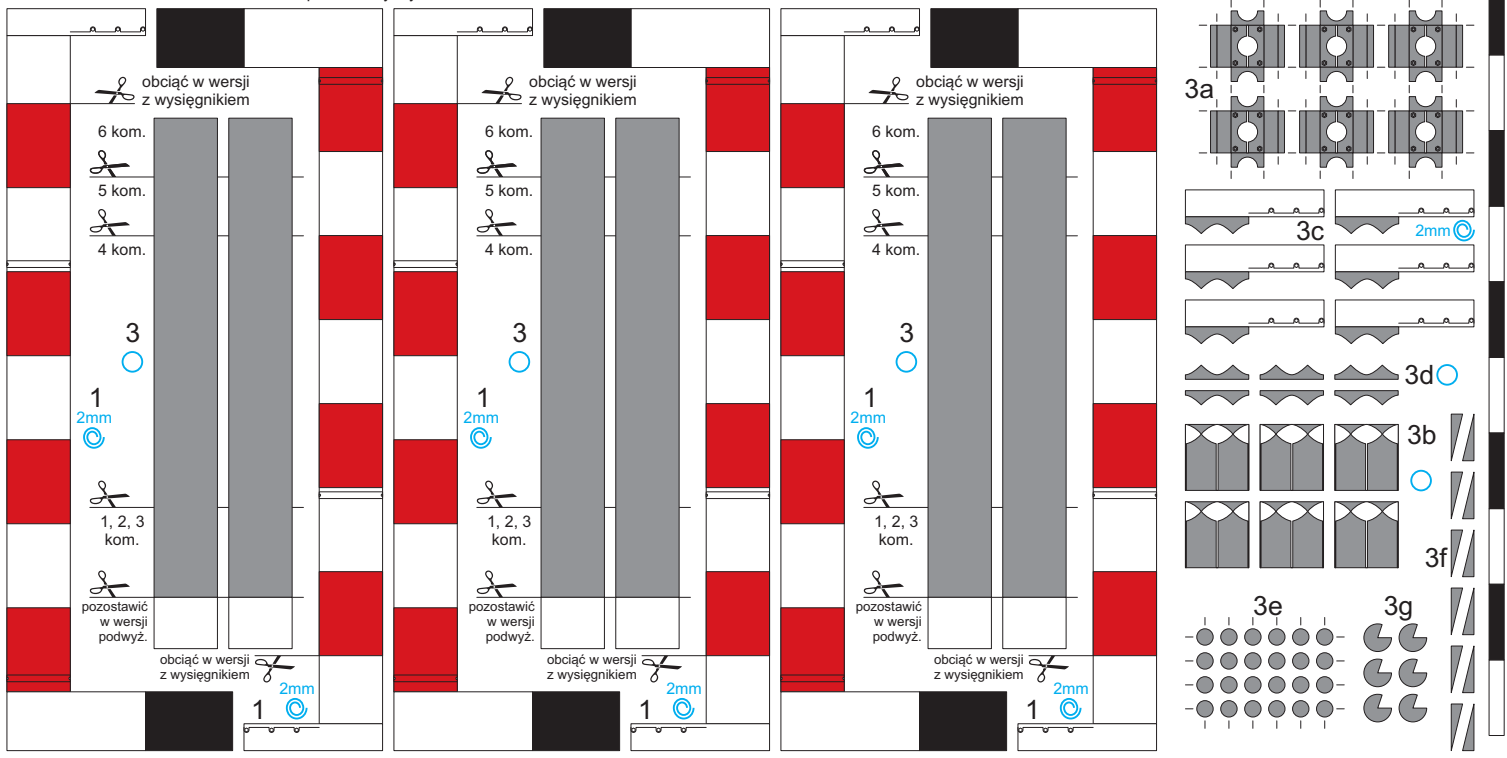 obciąć w wersji
z wysięgnikiem
6 kom.
5 kom.
4 kom.
3
1
2mm
1, 2, 3
kom.
pozostawić
w wersji
podwyż.
obciąć w wersji
z wysięgnikiem
2mm
1
obciąć w wersji
z wysięgnikiem
6 kom.
5 kom.
4 kom.
3
1
2mm
1, 2, 3
kom.
pozostawić
w wersji
podwyż.
obciąć w wersji
z wysięgnikiem
2mm
1
obciąć w wersji
z wysięgnikiem
6 kom.
5 kom.
4 kom.
3
1
2mm
1, 2, 3
kom.
pozostawić
w wersji
podwyż.
obciąć w wersji
z wysięgnikiem
2mm
1
3a
3c
2mm
3d
3b
3f
3e
3g